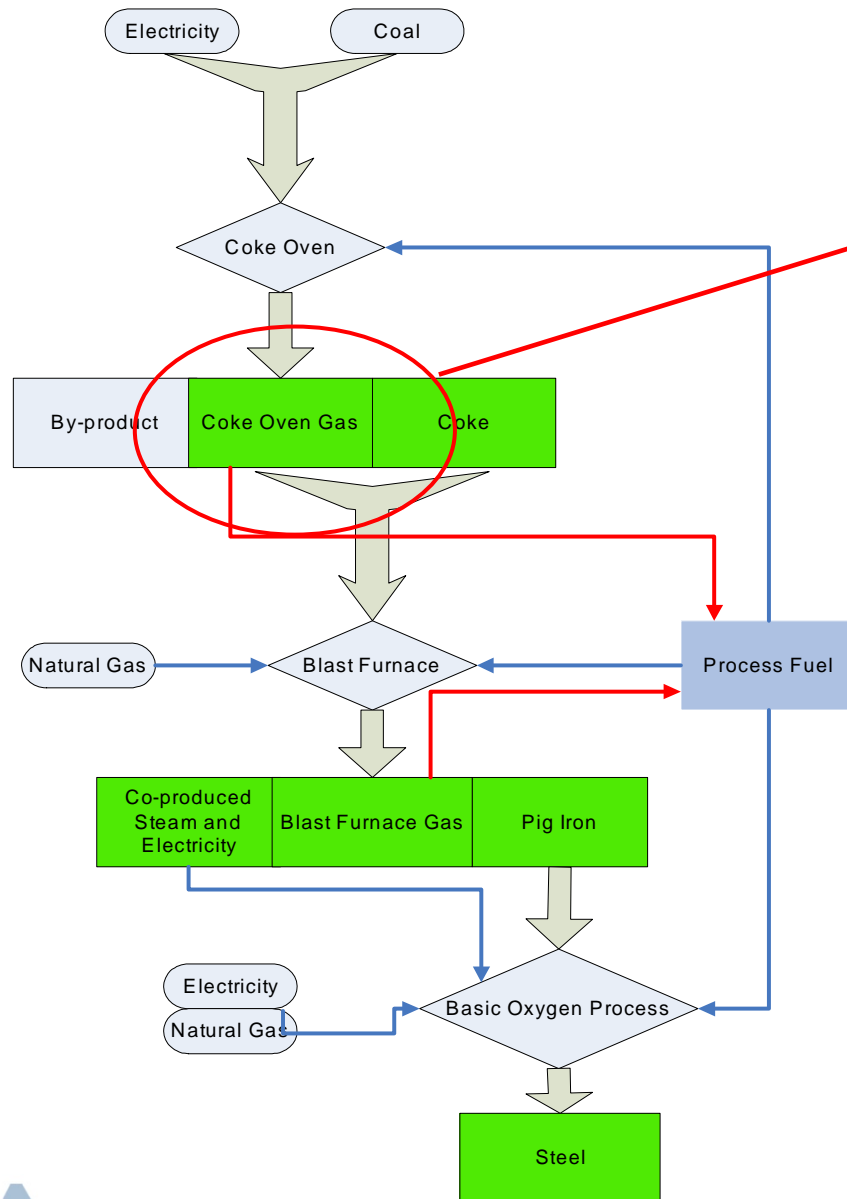 Electricity
Coal
Coke Oven
By-product
Coke Oven Gas
Coke
Natural Gas
Blast Furnace
Process Fuel
Co-produced
Steam and
Electricity
Blast Furnace Gas
Pig Iron
Electricity
Natural Gas
Basic Oxygen Process
Steel